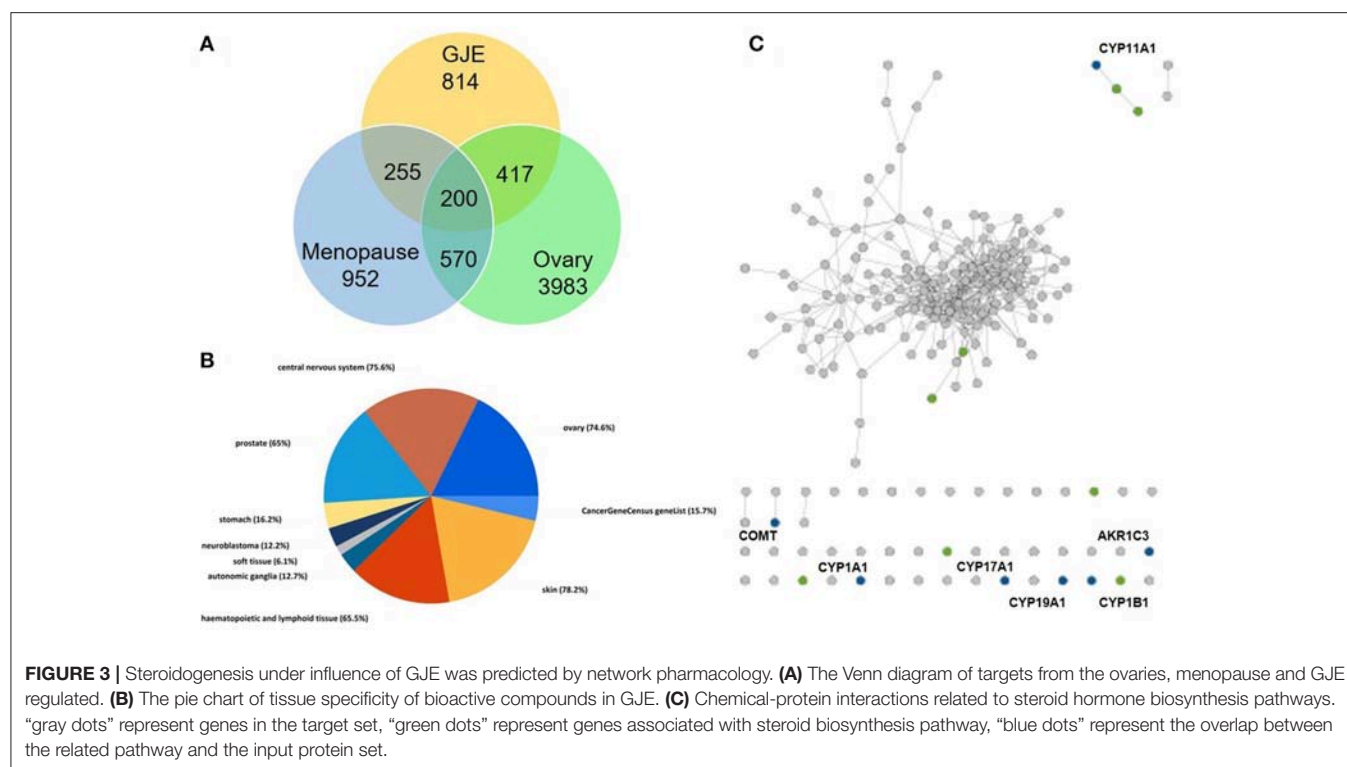 A
GJE
814
255
417
200
Menopause
952
570
Ovary
3983
B
central nervous system (75.6%)
ovary (74.6%)
prostate (65%)
CancerGeneCensus geneList (15.7%)
stomach (16.2%)
neuroblastoma (12.2%)
soft tissue (6.1%)
autonomic ganglia (12.7%)
skin (78.2%)
haematopoietic and lymphoid tissue (65.5%)
C
CYP11A1
COMT
AKR1C3
CYP1A1
CYP17A1
CYP19A1
CYP1B1
FIGURE 3 | Steroidogenesis under influence of GJE was predicted by network pharmacology. (A) The Venn diagram of targets from the ovaries, menopause and GJE
regulated. (B) The pie chart of tissue specificity of bioactive compounds in GJE. (C) Chemical-protein interactions related to steroid hormone biosynthesis pathways.
“gray dots” represent genes in the target set, “green dots” represent genes associated with steroid biosynthesis pathway, “blue dots” represent the overlap between
the related pathway and the input protein set.